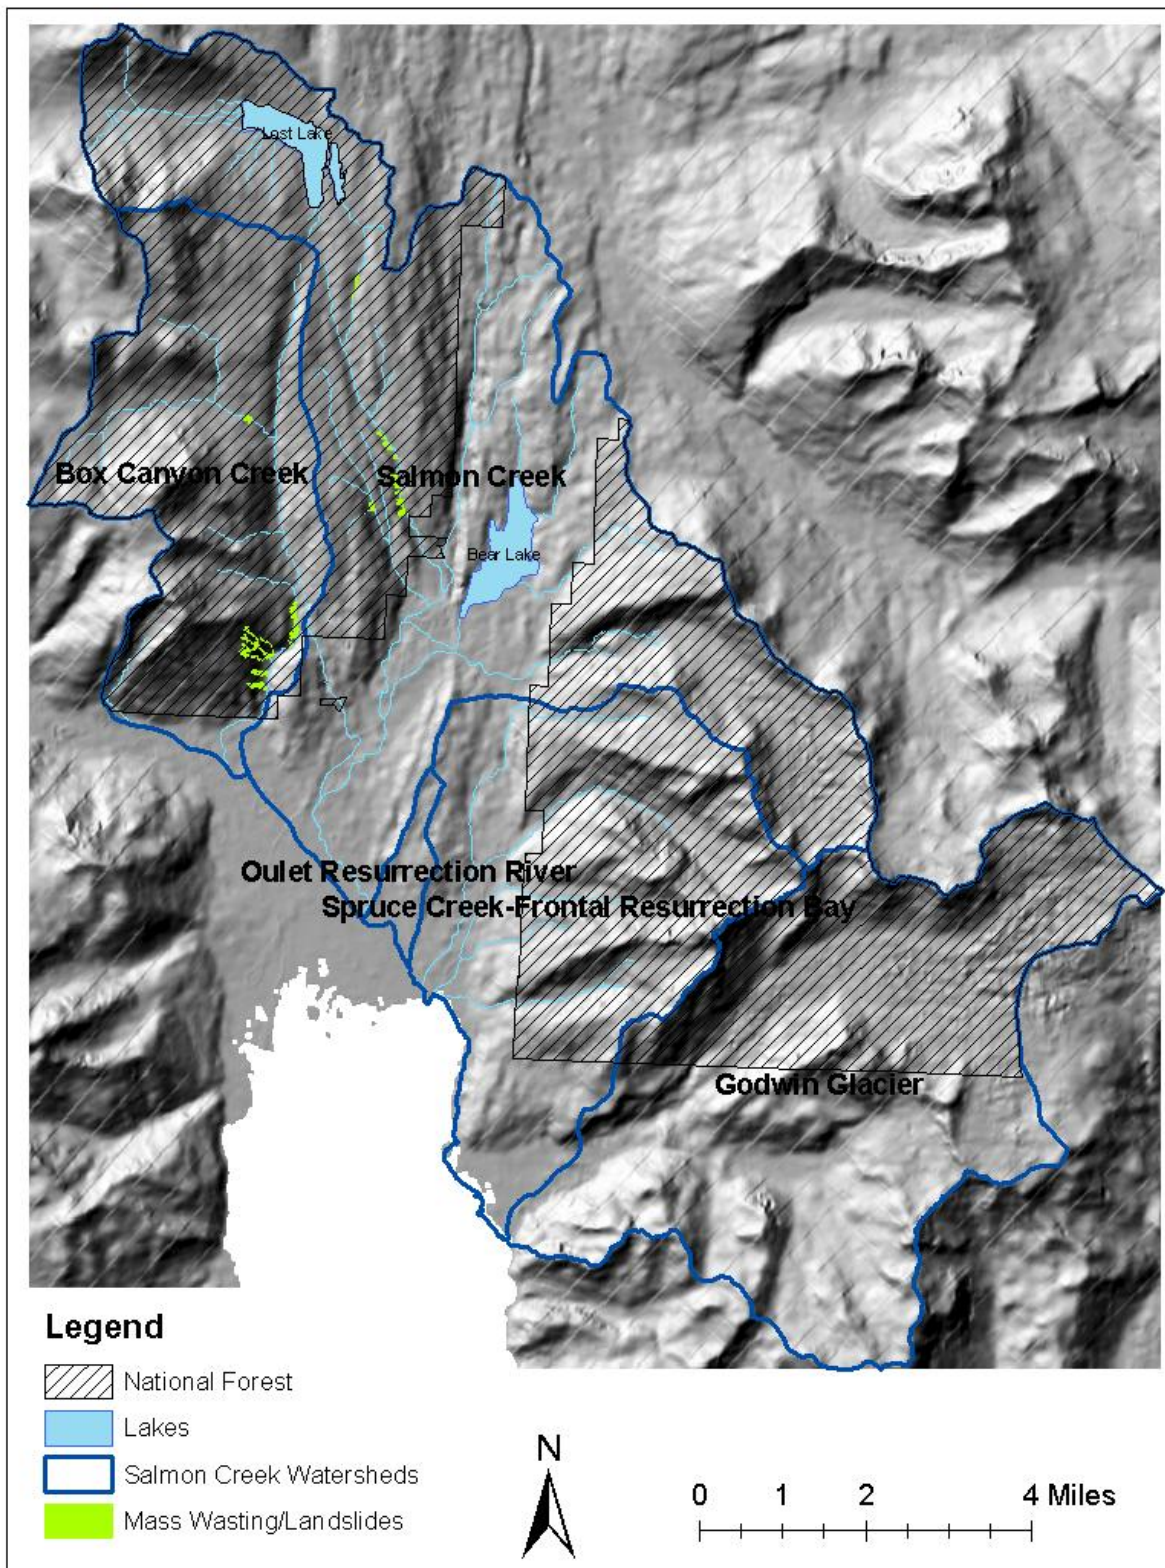 Lost Lake
Box Canyon Creek
Salmon Creek
Bear Lake
Oulet Resurrection River
Spruce Creek-Frontal Resurrection Bay
Godwin Glacier
Legend
National Forest
Lakes
Salmon Creek Watersheds
Mass Wasting/Landslides
N
0 1 2 4 Miles